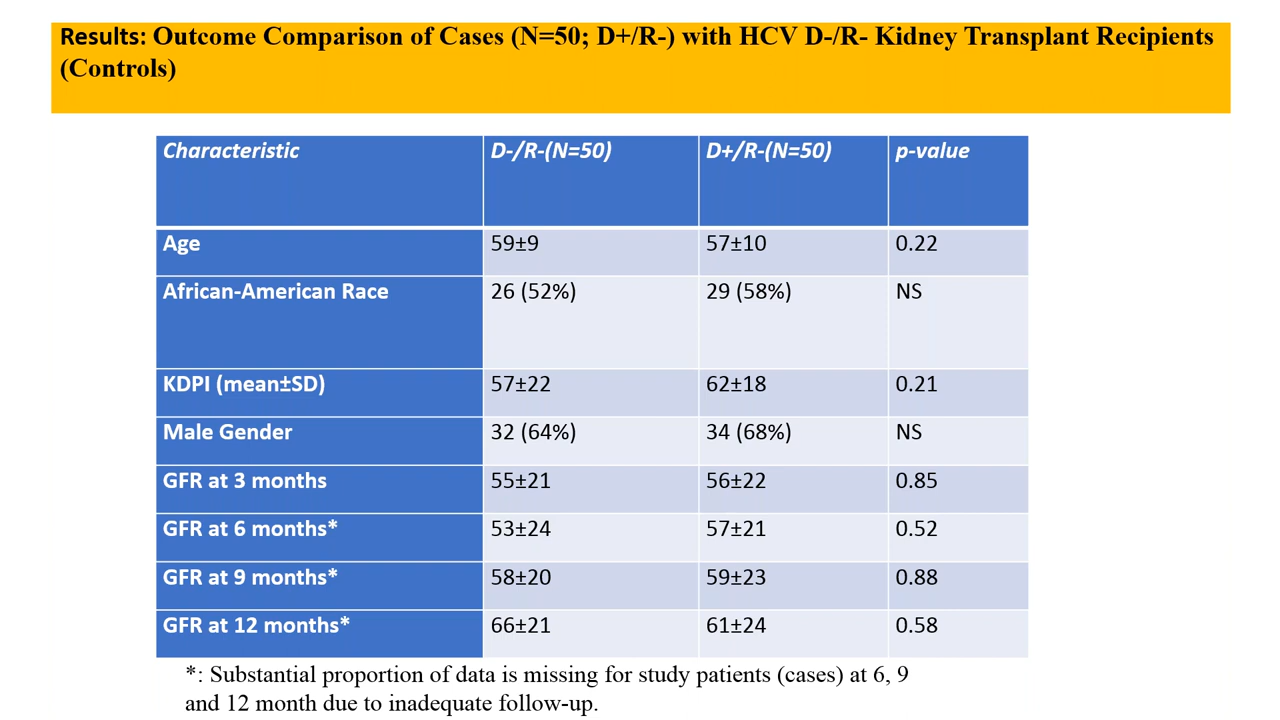 Results: Outcome Comparison of Cases (N=50; D+/R-) with HCV D-/R- Kidney Transplant Recipients
(Controls)
Characteristic D-/R-(N=50) D+/R-(N=50) p-value
Age 59±9 57±10 0.22
African-American Race 26 (52%) 29 (58%) NS
KDPI (mean±SD) 57±22 62±18 0.21
Male Gender 32 (64%) 34 (68%) NS
GFR at 3 months 55±21 56±22 0.85
GFR at 6 months* 53±24 57±21 0.52
GFR at 9 months* 58±20 59±23 0.88
GFR at 12 months* 66±21 61±24 0.58
*: Substantial proportion of data is missing for study patients (cases) at 6, 9
and 12 month due to inadequate follow-up.